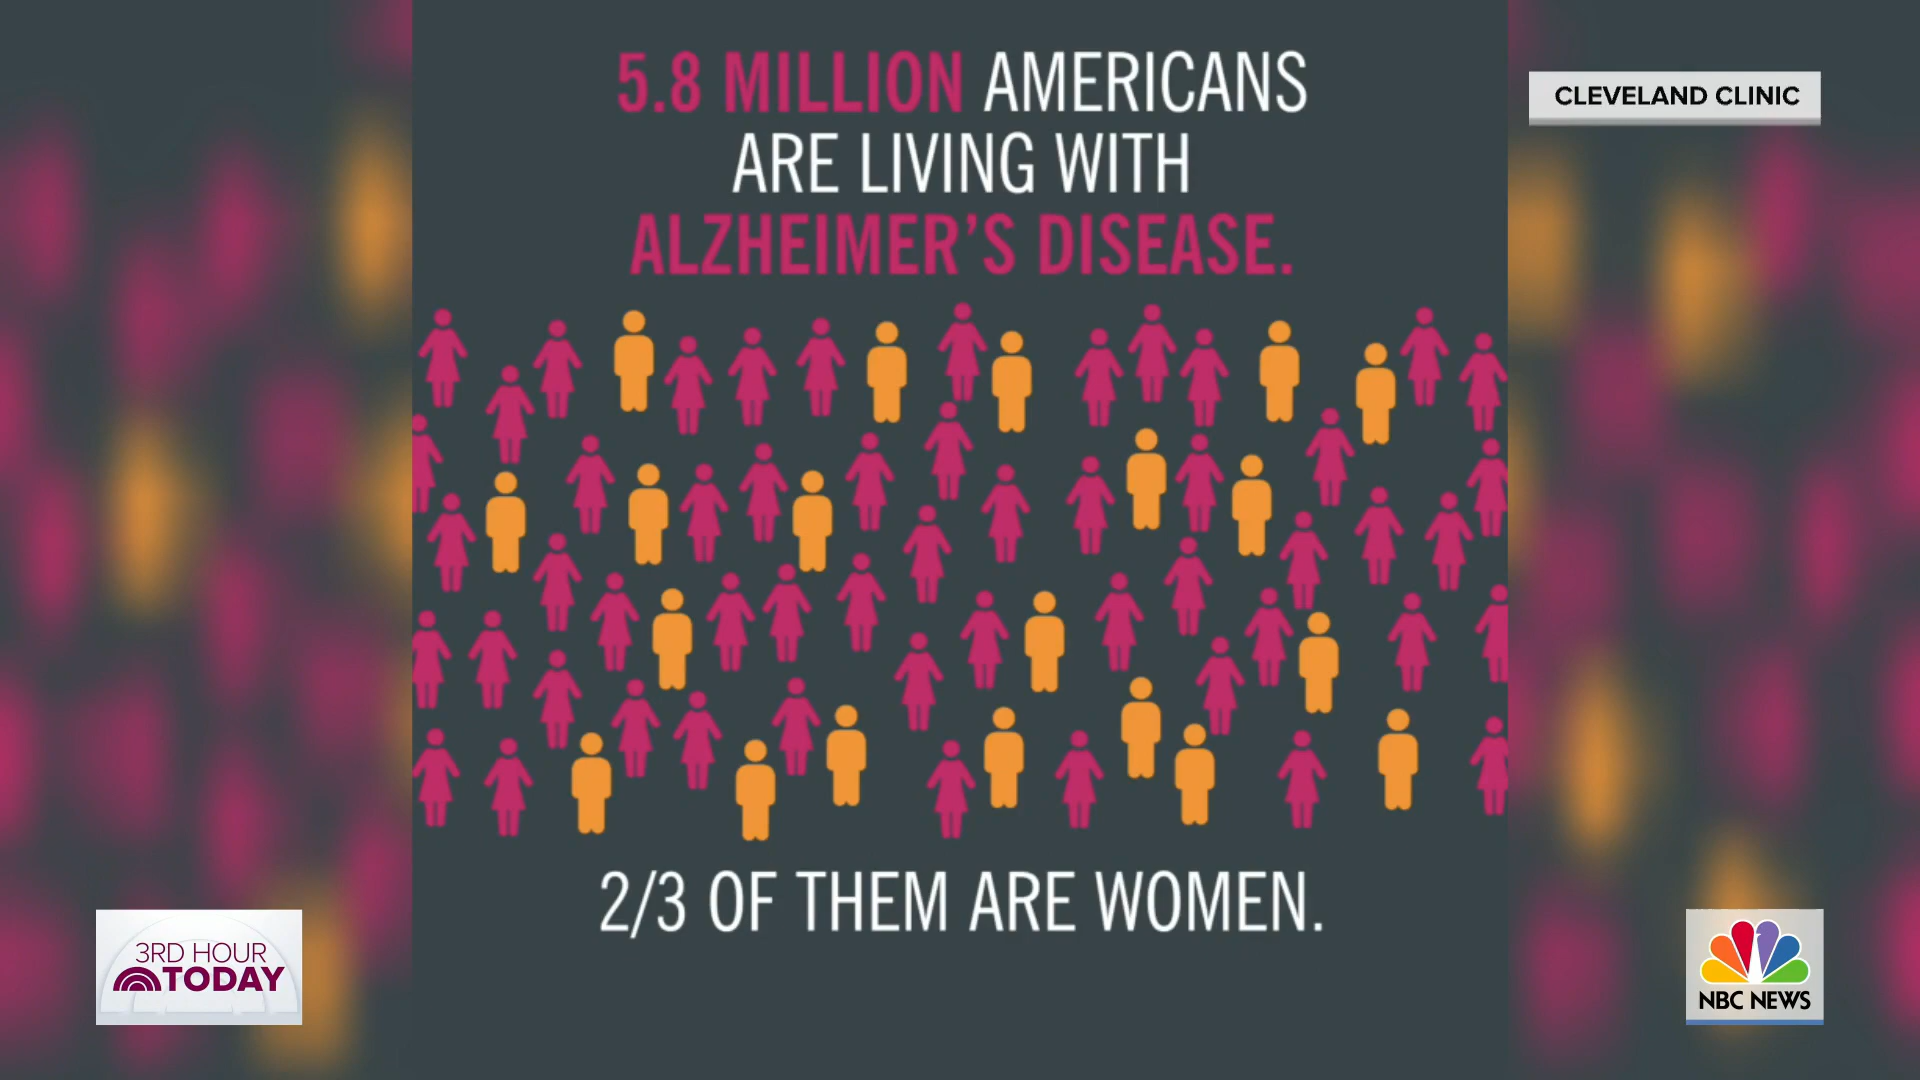 5.8 MILLION AMERICANS
ARE LIVING WITH
ALZHEIMER'S DISEASE.
CLEVELAND CLINIC
2/3 OF THEM ARE WOMEN.
3RD HOUR
TODAY
NBC NEWS